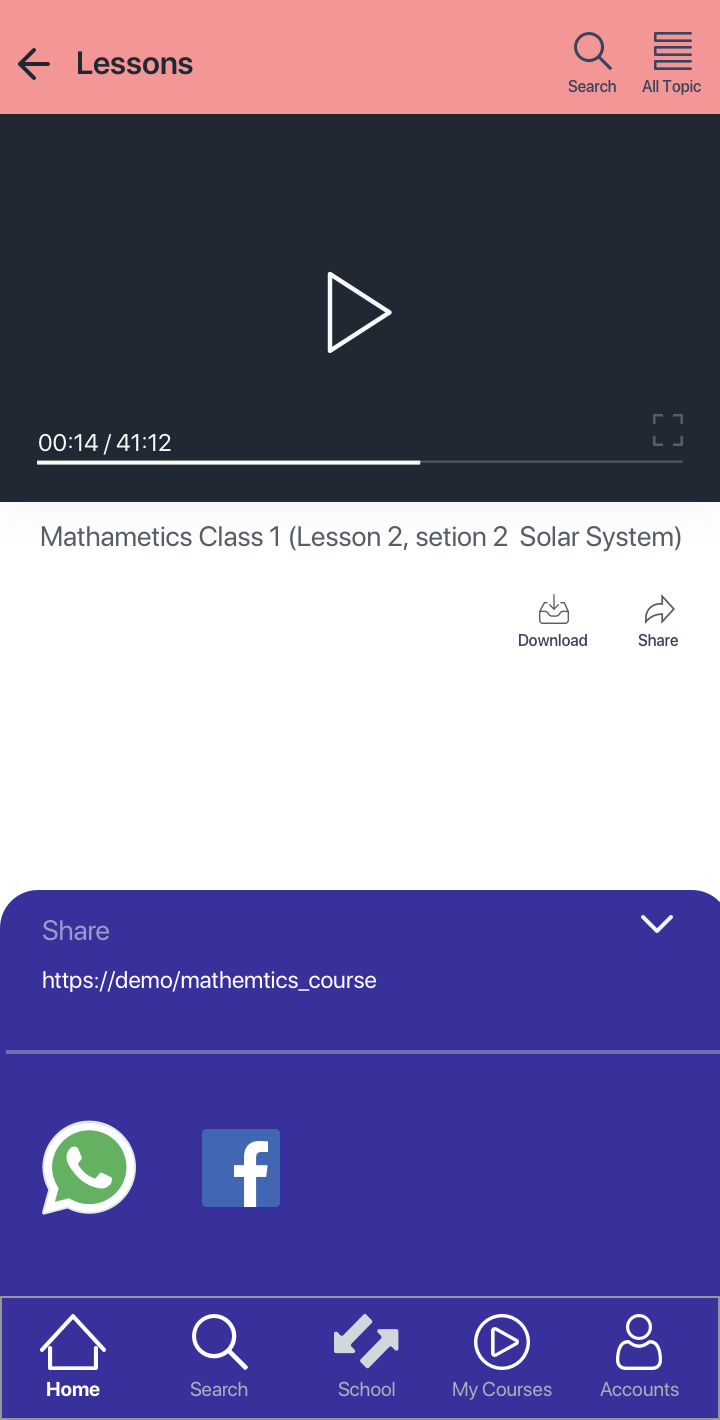 Lessons
Search
All Topic
00:14 / 41:12
Mathametics Class 1 (Lesson 2, setion 2  Solar System)
Download
Share
Share
https://demo/mathemtics_course
Home
Search
School
My Courses
Accounts